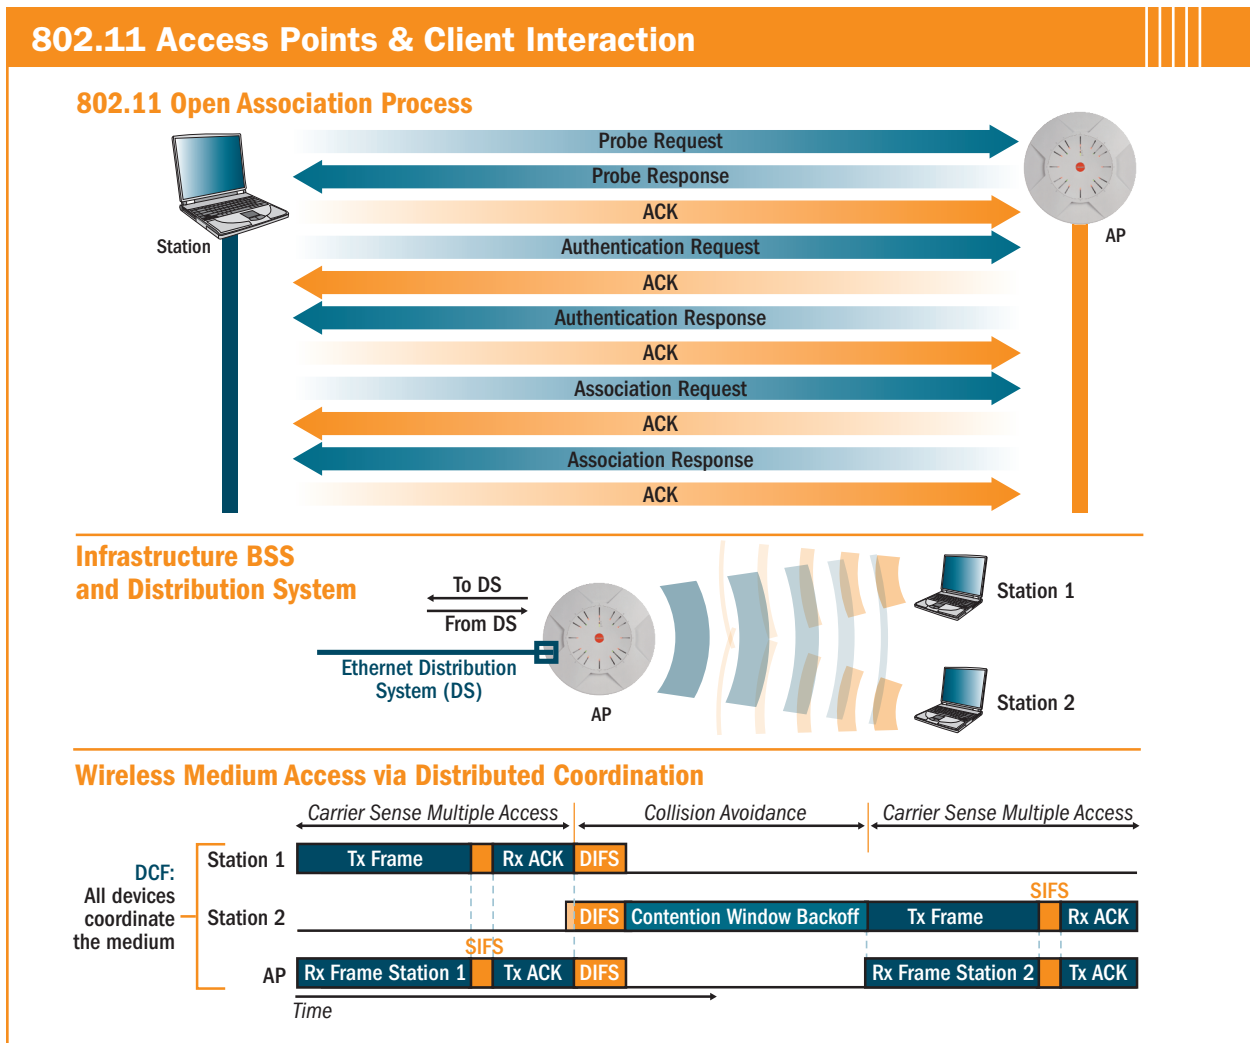 802.11 Access Points & Client Interaction
802.11 Open Association Process
Probe Request
Probe Response
ACK
Station
AP
Authentication Request
ACK
Authentication Response
ACK
Association Request
ACK
Association Response
ACK
Infrastructure BSS
and Distribution System
To DS
From DS
Ethernet Distribution
System (DS)
AP
Station 1
Station 2
Wireless Medium Access via Distributed Coordination
Carrier Sense Multiple Access
Collision Avoidance
Carrier Sense Multiple Access
DCF:
All devices
coordinate
the medium
Station 1
Tx Frame
Rx ACK
DIFS
SIFS
Station 2
DIFS
Contention Window Backoff
Tx Frame
Rx ACK
SIFS
AP
Rx Frame Station 1
Tx ACK
DIFS
Rx Frame Station 2
Tx ACK
Time